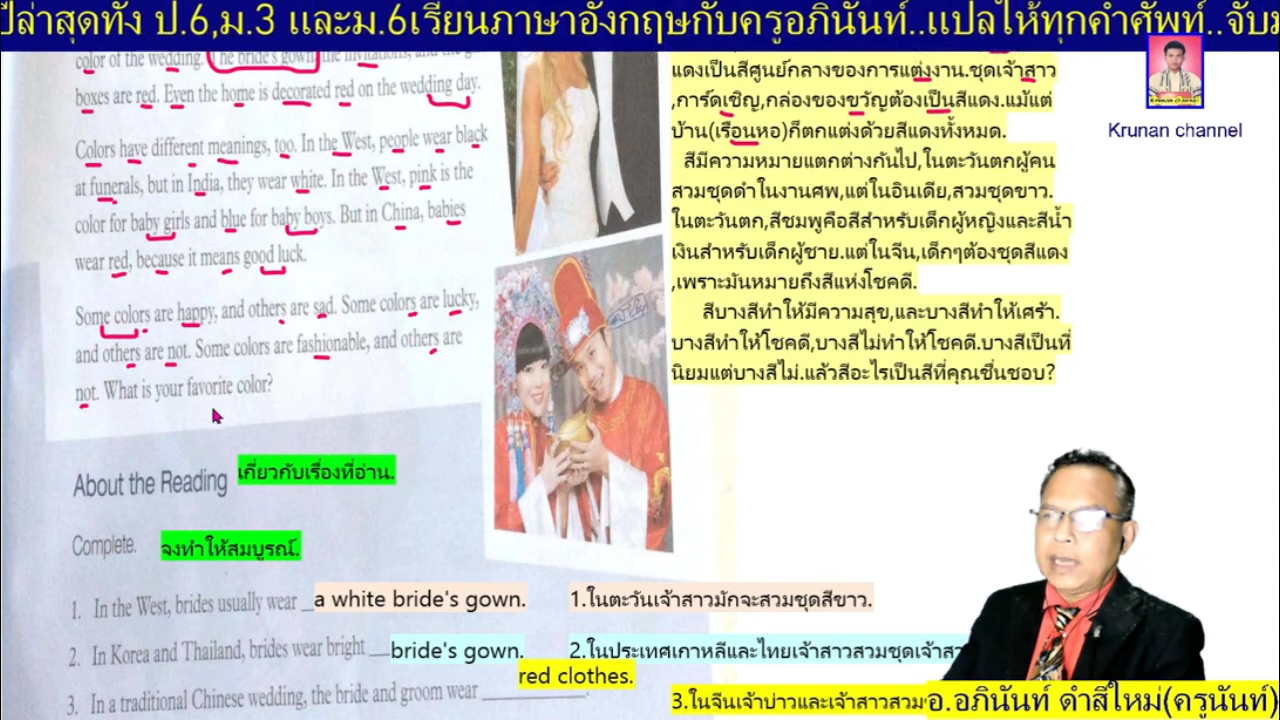 ปีล่าสุดทั้ง ป.6,ม.3 และม.6เรียนภาษาอังกฤษกับครูอภินันท์..แปลให้ทุกคำศัพท์..จับม
color of the wedding. The bride's gown, the invitations, and the g
boxes are red. Even the home is decorated red on the wedding day.
Colors have different meanings, too. In the West, people wear black
at funerals, but in India, they wear white. In the West, pink is the
color for baby girls and blue for baby boys. But in China, babies
wear red, because it means good luck.
Some colors are happy, and others are sad. Some colors are lucky,
and others are not. Some colors are fashionable, and others are
not. What is your favorite color?
แดงเป็นสีศูนย์กลางของการแต่งงาน.ชุดเจ้าสาว
,การ์ดเชิญ,กล่องของขวัญต้องเป็นสีแดง.แม้แต่
บ้าน(เรือนหอ)ก็ตกแต่งด้วยสีแดงทั้งหมด.
สีมีความหมายแตกต่างกันไป,ในตะวันตกผู้คน
สวมชุดดำในงานศพ,แต่ในอินเดีย,สวมชุดขาว.
ในตะวันตก,สีชมพูคือสีสำหรับเด็กผู้หญิงและสีน้ำ
เงินสำหรับเด็กผู้ชาย.แต่ในจีน,เด็กๆต้องชุดสีแดง
,เพราะมันหมายถึงสีแห่งโชคดี.
สีบางสีทำให้มีความสุข,และบางสีทำให้เศร้า.
บางสีทำให้โชคดี,บางสีไม่ทำให้โชคดี.บางสีเป็นที่
นิยมแต่บางสีไม่.แล้วสีอะไรเป็นสีที่คุณชื่นชอบ?
Krunan channel
About the Reading เกี่ยวกับเรื่องที่อ่าน.
Complete. จงทำให้สมบูรณ์.
1. In the West, brides usually wear a white bride's gown. 1.ในตะวันเจ้าสาวมักจะสวมชุดสีขาว.
2. In Korea and Thailand, brides wear bright bride's gown. 2.ในประเทศเกาหลีและไทยเจ้าสาวสวมชุดเจ้าสว
red clothes.
3. In a traditional Chinese wedding, the bride and groom wear ____________. 3.ในจีนเจ้าบ่าวและเจ้าสาวสวม
อ.อภินันท์ ดำสีใหม่(ครูนันท์)